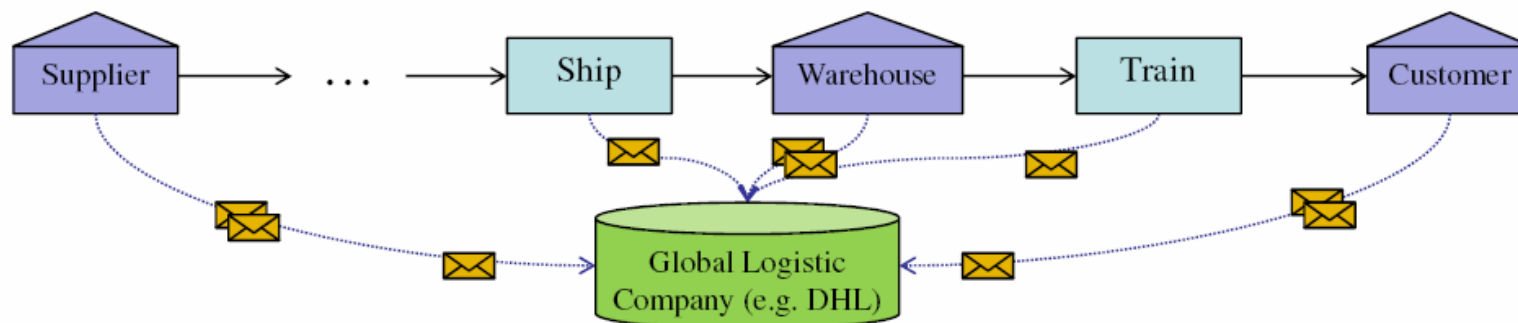 Supplier
...
Ship
Warehouse
Train
Customer
Global Logistic
Company (e.g. DHL)